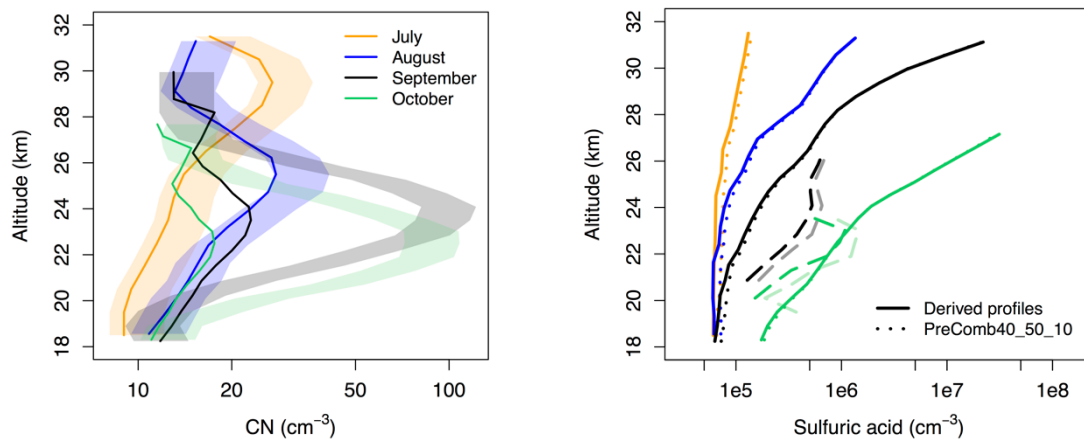 32
30
28
26
24
22
20
18
Altitude (km)
July
August
September
October
10
20
50
100
CN (cm⁻³)
32
30
28
26
24
22
20
18
Altitude (km)
Derived profiles
PreComb40_50_10
1e5
1e6
1e7
1e8
Sulfuric acid (cm⁻³)